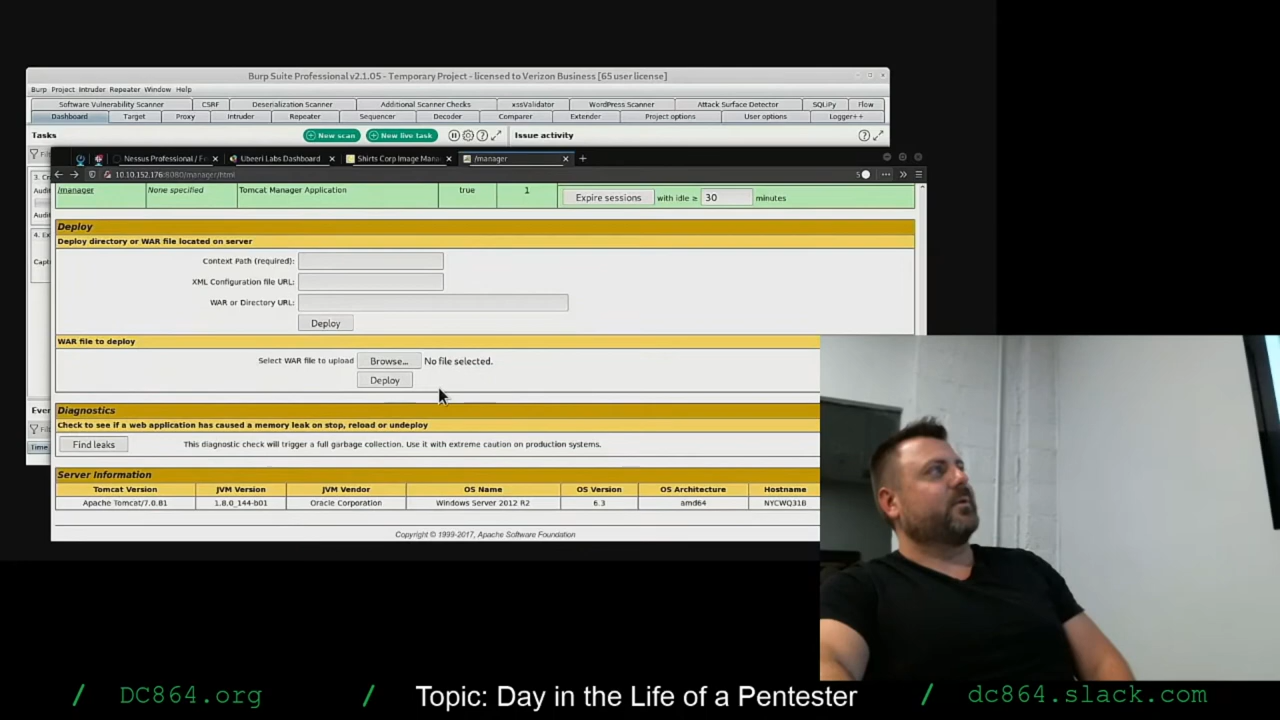 Burp Suite Professional v2.1.05 - Temporary Project - licensed to Verizon Business [65 user license]
Burp Project Intruder Repeater Window Help
Software Vulnerability Scanner CSRF Deserialization Scanner Additional Scanner Checks xssValidator WordPress Scanner Attack Surface Detector SQLiPy Flow
Dashboard Target Proxy Intruder Repeater Sequencer Decoder Comparer Extender Project options User options Logger++
Tasks New scan New live task Issue activity
Nessus Professional / Fo Ubeeri Labs Dashboard Shirts Corp Image Mana /manager
10.10.152.176:8080/manager/html
/manager None specified Tomcat Manager Application true 1 Expire sessions with idle ≥ 30 minutes
Deploy
Deploy directory or WAR file located on server
Context Path (required):
XML Configuration file URL:
WAR or Directory URL:
Deploy
WAR file to deploy
Select WAR file to upload Browse... No file selected.
Deploy
Diagnostics
Check to see if a web application has caused a memory leak on stop, reload or undeploy
Find leaks This diagnostic check will trigger a full garbage collection. Use it with extreme caution on production systems.
Server Information
Tomcat Version JVM Version JVM Vendor OS Name OS Version OS Architecture Hostname
Apache Tomcat/7.0.81 1.8.0_144-b01 Oracle Corporation Windows Server 2012 R2 6.3 amd64 NYCWQ31B
Copyright © 1999-2017, Apache Software Foundation
/ DC864.org / Topic: Day in the Life of a Pentester / dc864.slack.com